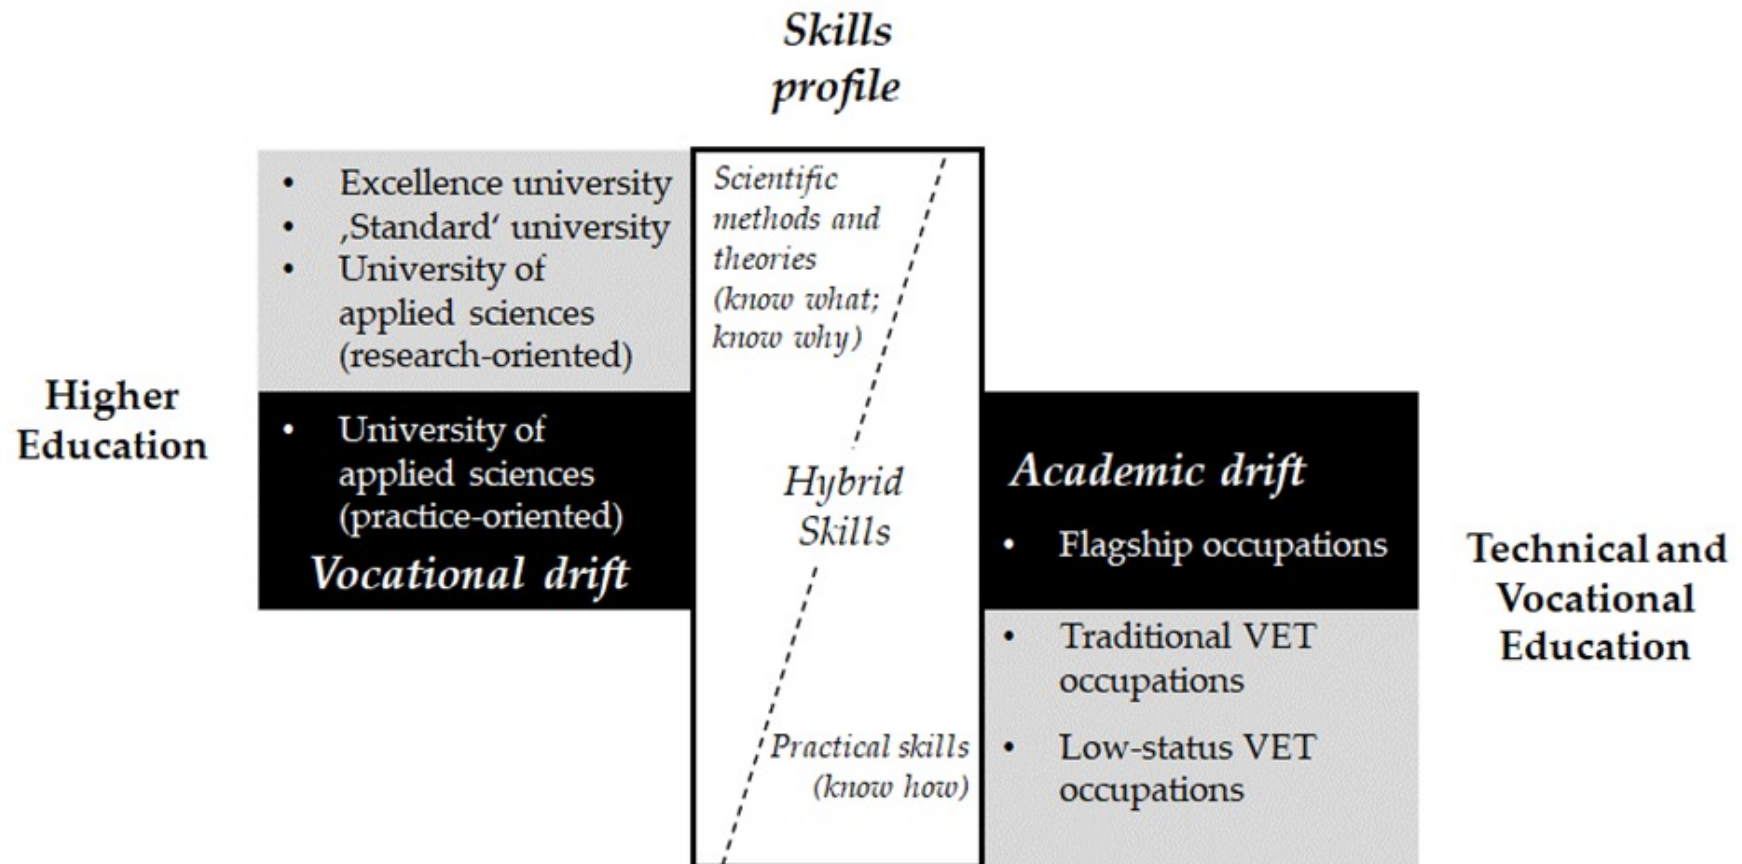 Skills
profile
• Excellence university
• ‚Standard‘ university
• University of
applied sciences
(research-oriented)
Higher
Education
• University of
applied sciences
(practice-oriented)
Vocational drift
Scientific
methods and
theories
(know what;
know why)
Hybrid
Skills
Practical skills
(know how)
Academic drift
• Flagship occupations
• Traditional VET
occupations
• Low-status VET
occupations
Technical and
Vocational
Education